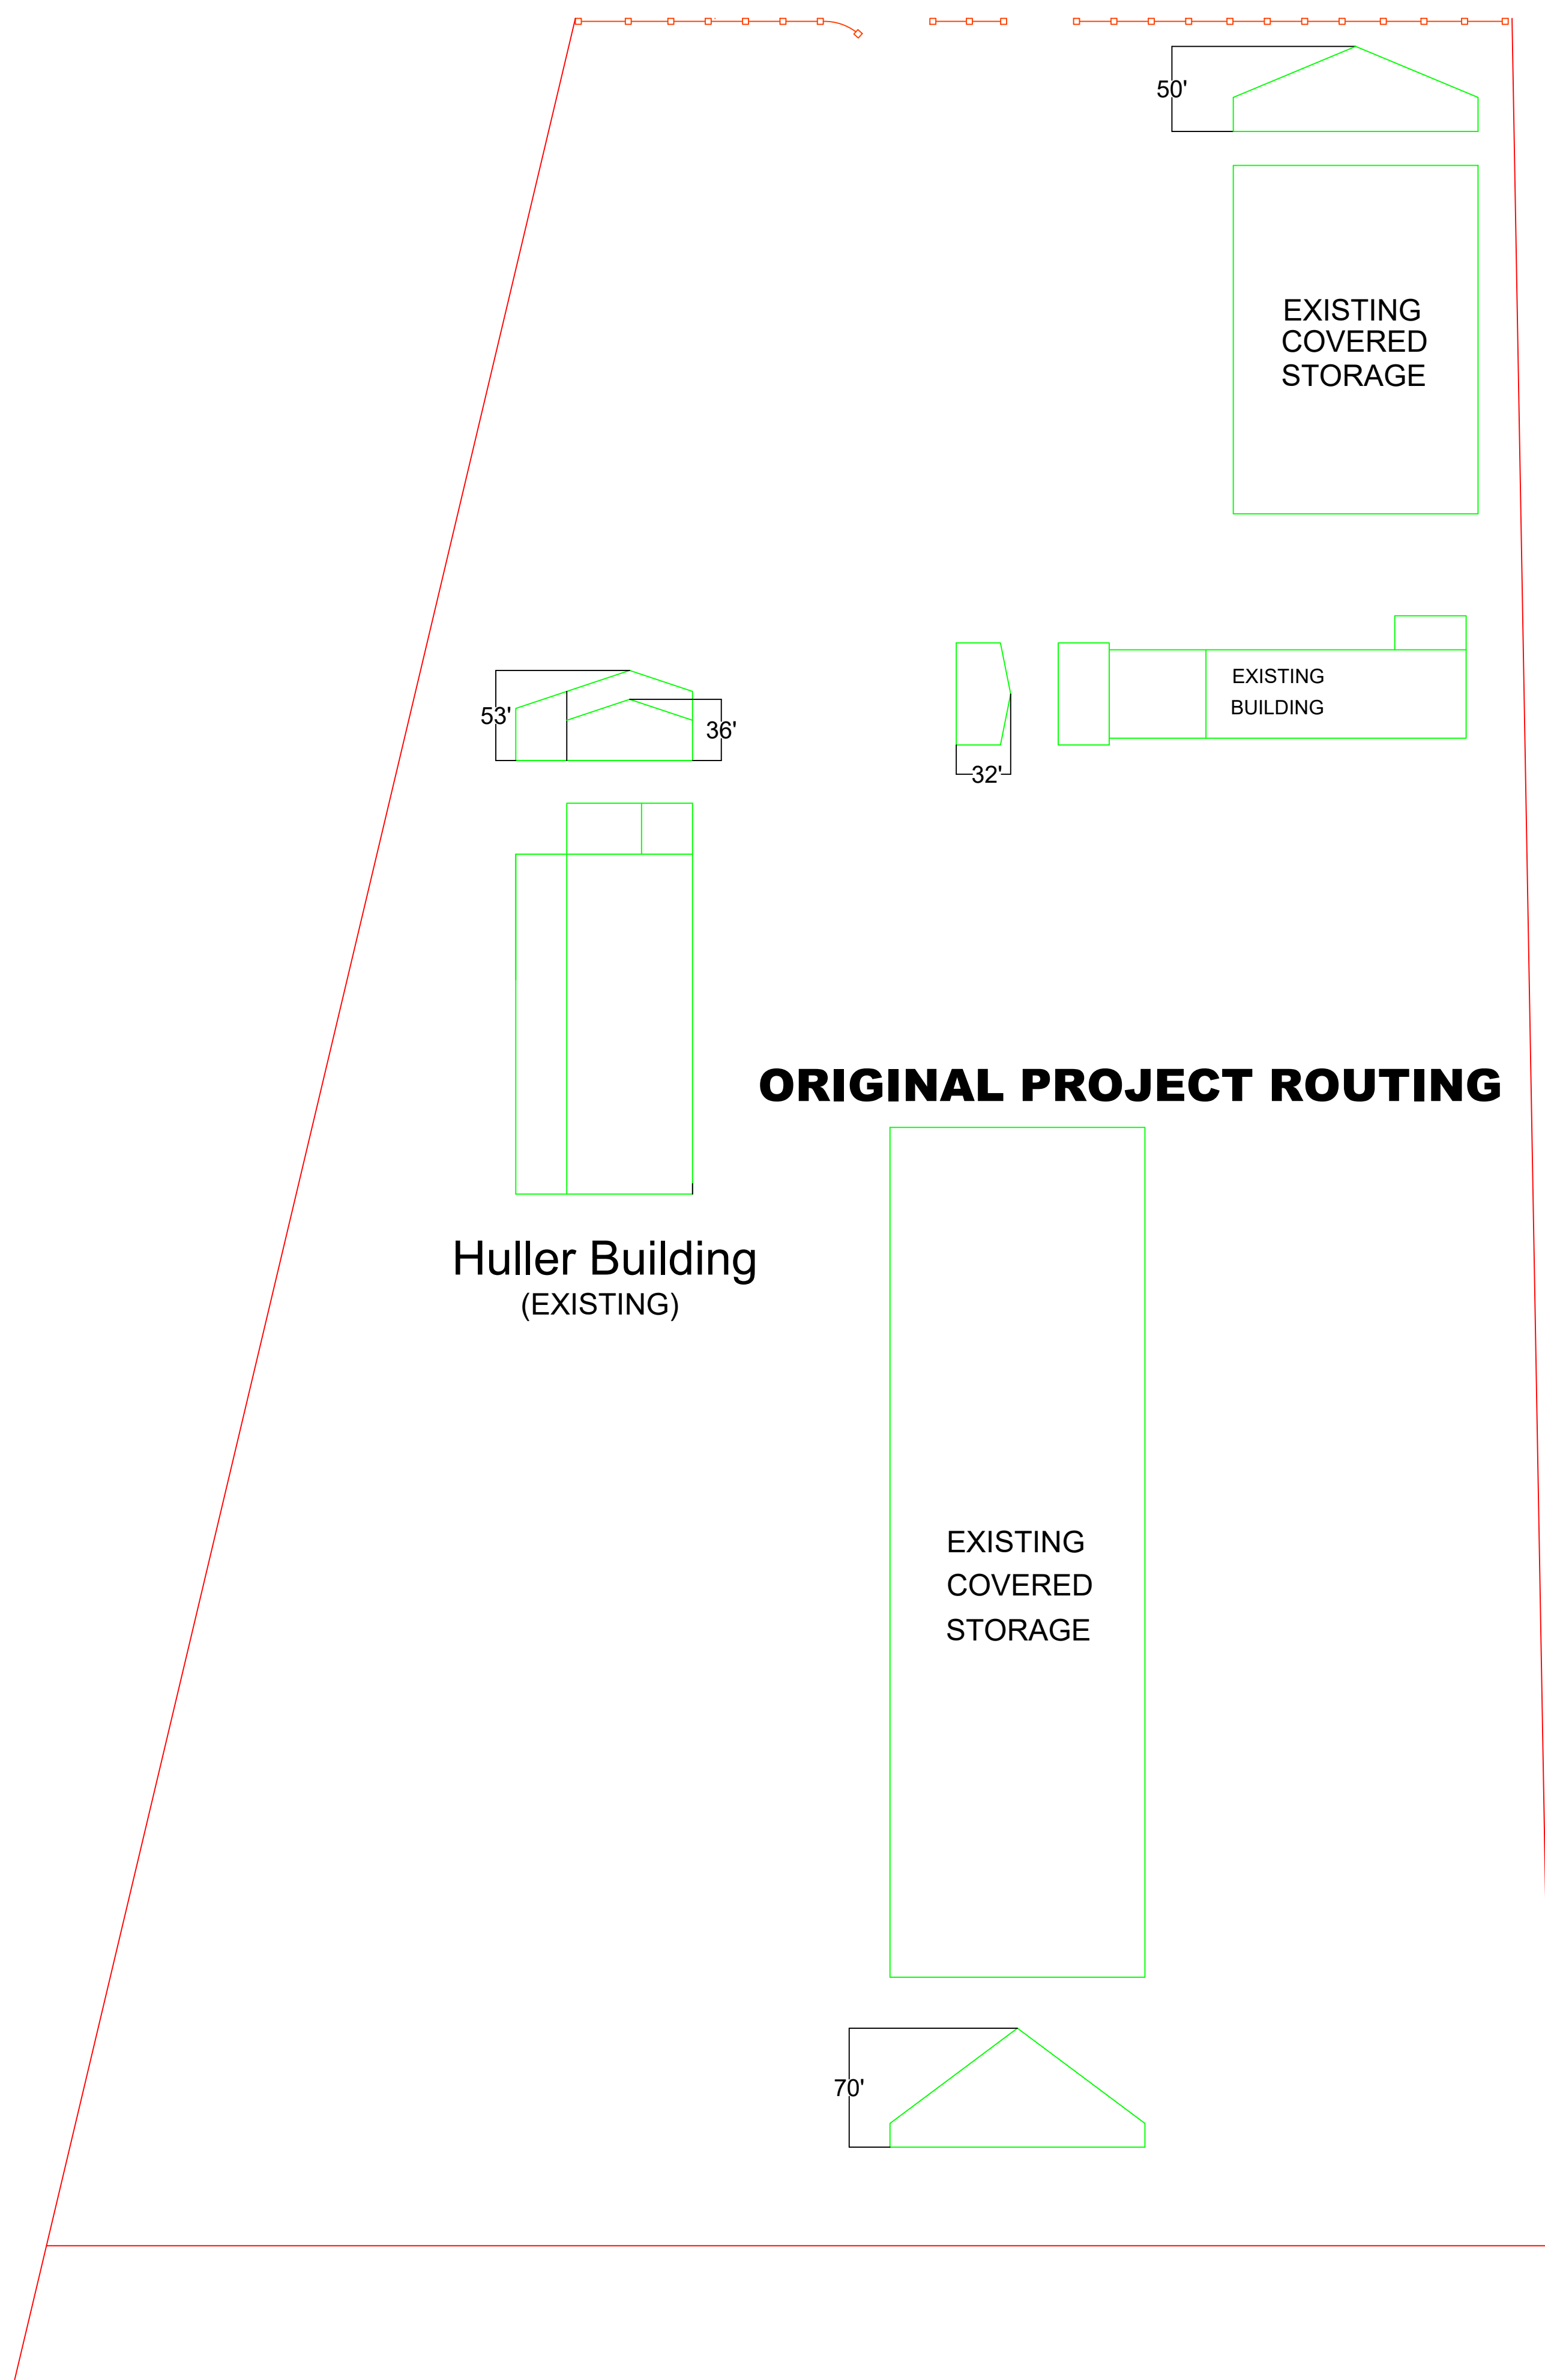 50'
EXISTING
COVERED
STORAGE
EXISTING
BUILDING
53'
36'
32'
ORIGINAL PROJECT ROUTING
Huller Building
(EXISTING)
EXISTING
COVERED
STORAGE
70'